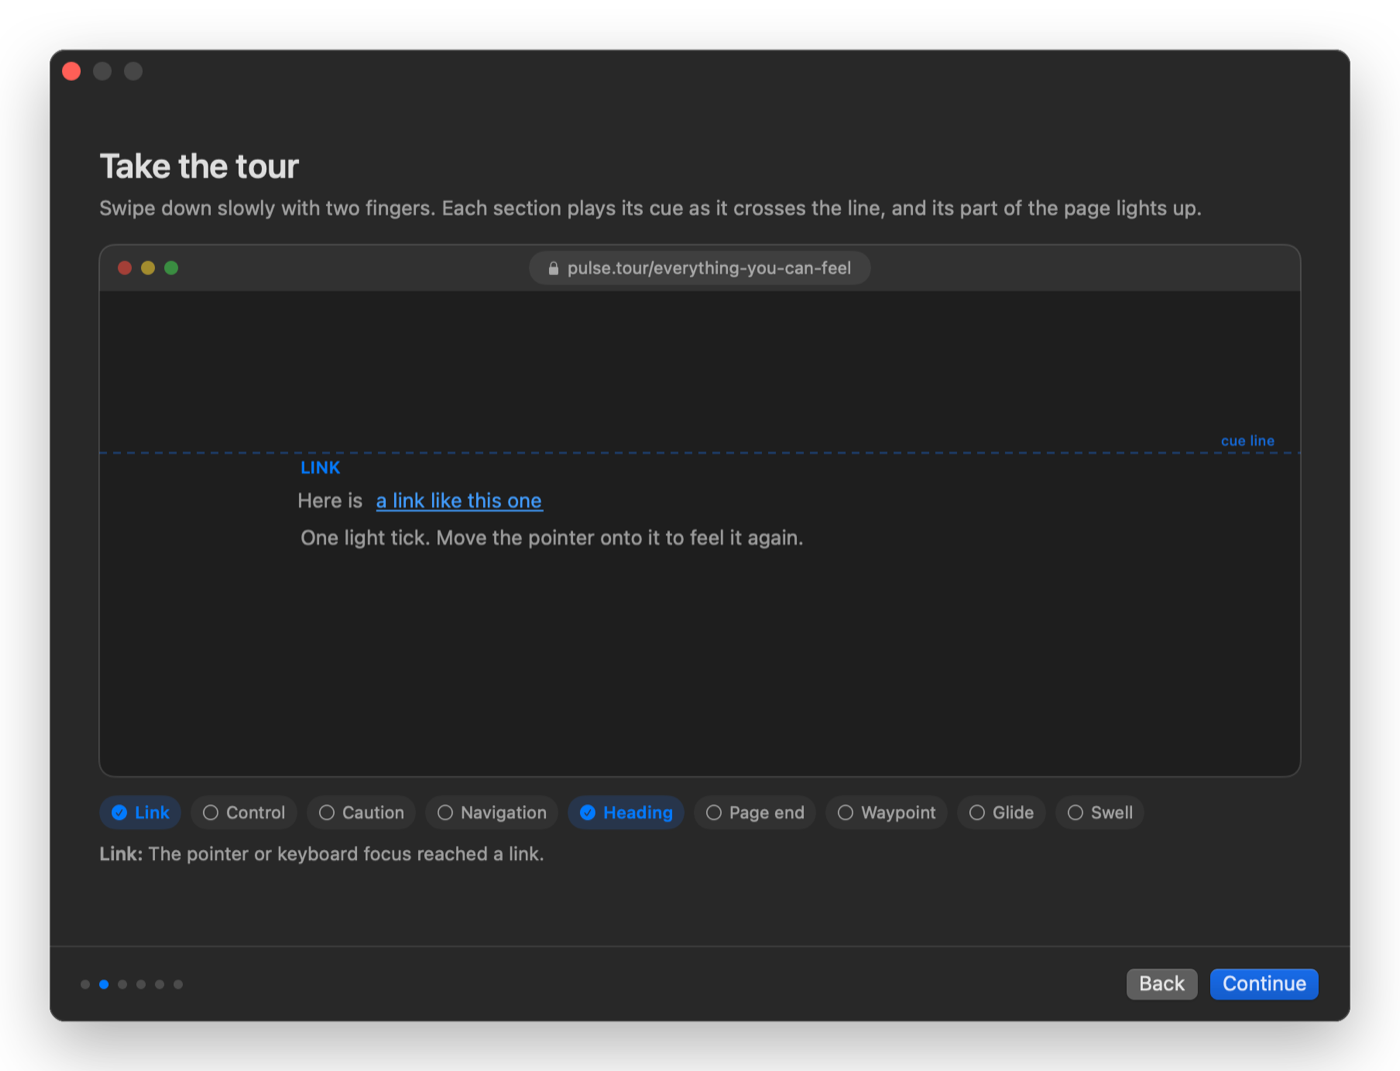 Take the tour
Swipe down slowly with two fingers. Each section plays its cue as it crosses the line, and its part of the page lights up.
pulse.tour/everything-you-can-feel
cue line
LINK
Here is a link like this one
One light tick. Move the pointer onto it to feel it again.
Link Control Caution Navigation Heading Page end Waypoint Glide Swell
Link: The pointer or keyboard focus reached a link.
Back Continue